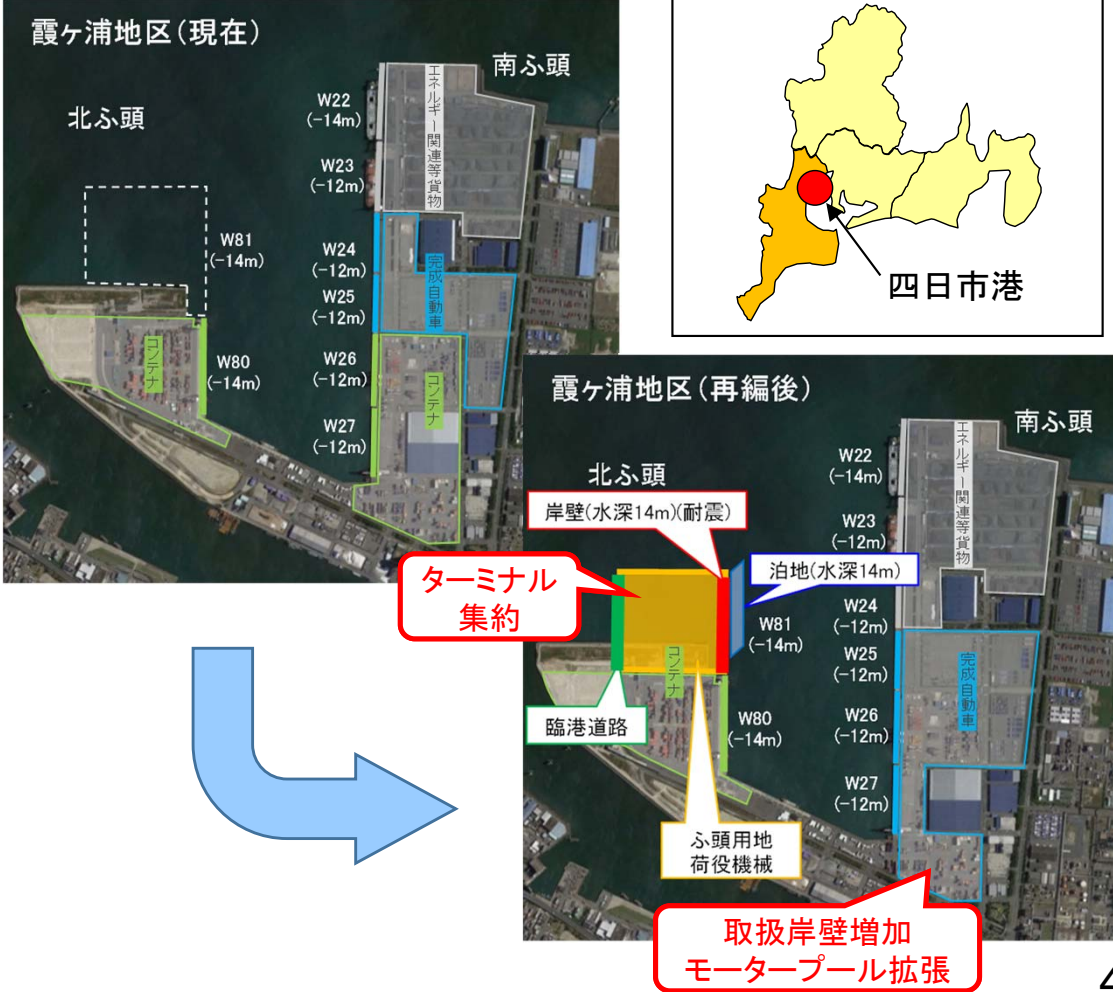 霞ヶ浦地区(現在)
南ふ頭
北ふ頭
W22
(-14m)
エネルギー関連等貨物
W23
(-12m)
W81
(-14m)
W24
(-12m)
完成自動車
W25
(-12m)
コンテナ
W80
(-14m)
W26
(-12m)
コンテナ
W27
(-12m)
四日市港
霞ヶ浦地区(再編後)
南ふ頭
北ふ頭
W22
(-14m)
エネルギー関連等貨物
岸壁(水深14m)(耐震)
W23
(-12m)
泊地(水深14m)
ターミナル
集約
W81
(-14m)
W24
(-12m)
コンテナ
W25
(-12m)
完成自動車
臨港道路
W80
(-14m)
W26
(-12m)
W27
(-12m)
ふ頭用地
荷役機械
取扱岸壁増加
モータープール拡張